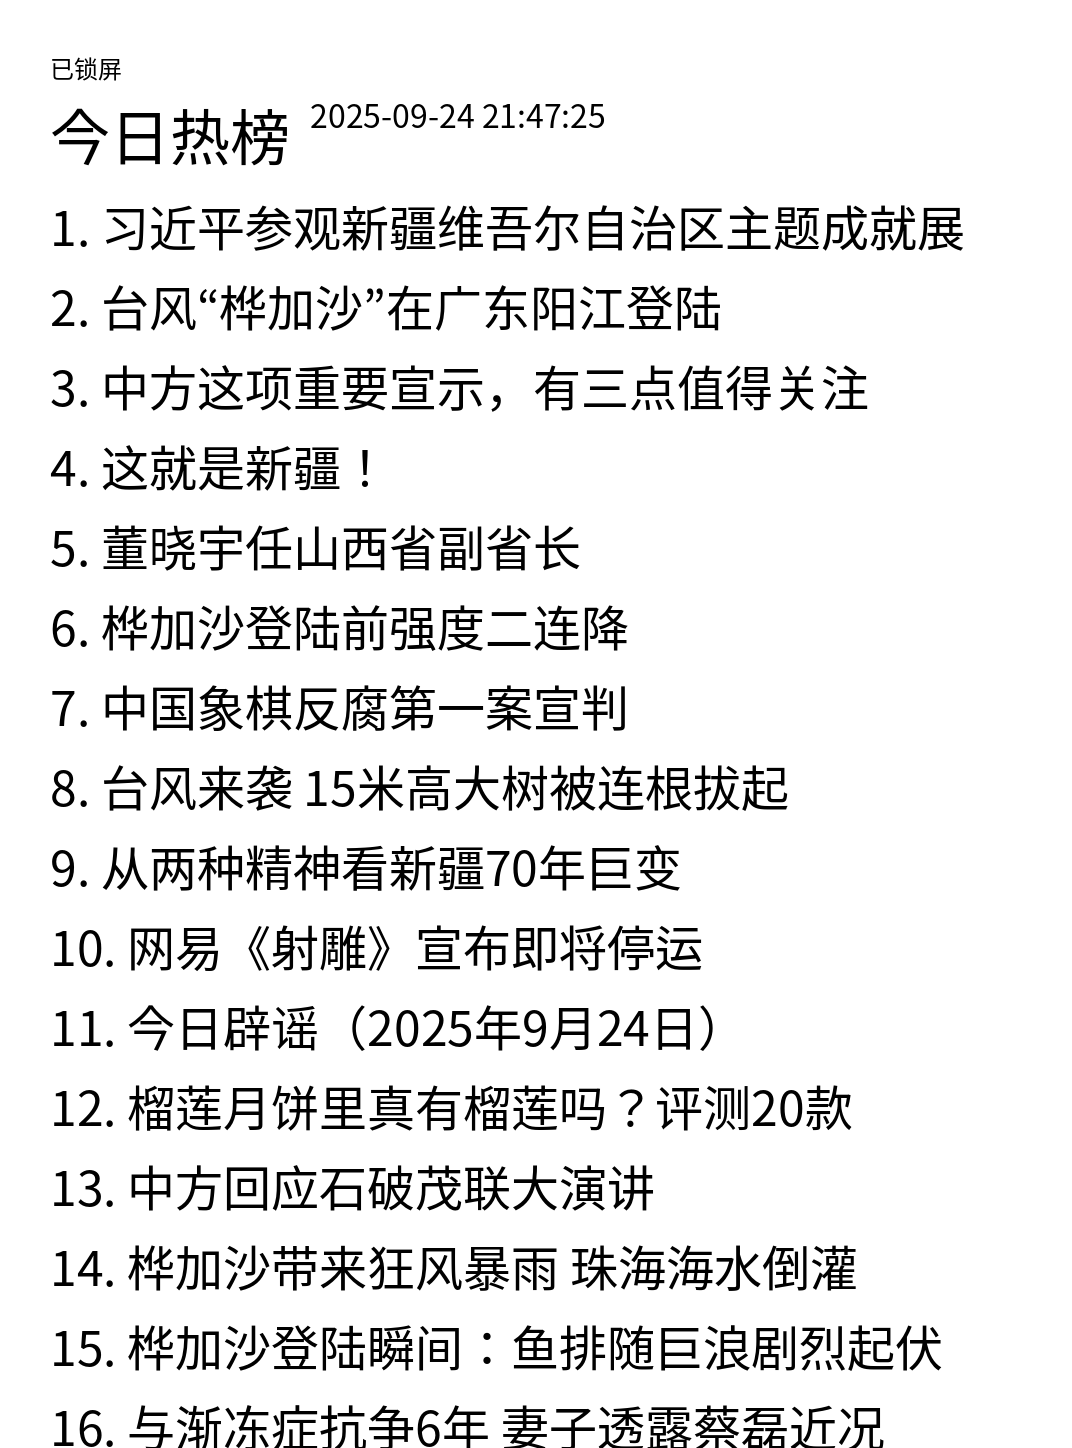 已锁屏
今日热榜 2025-09-24 21:47:25
1. 习近平参观新疆维吾尔自治区主题成就展
2. 台风“桦加沙”在广东阳江登陆
3. 中方这项重要宣示，有三点值得关注
4. 这就是新疆！
5. 董晓宇任山西省副省长
6. 桦加沙登陆前强度二连降
7. 中国象棋反腐第一案宣判
8. 台风来袭 15米高大树被连根拔起
9. 从两种精神看新疆70年巨变
10. 网易《射雕》宣布即将停运
11. 今日辟谣（2025年9月24日）
12. 榴莲月饼里真有榴莲吗？评测20款
13. 中方回应石破茂联大演讲
14. 桦加沙带来狂风暴雨 珠海海水倒灌
15. 桦加沙登陆瞬间：鱼排随巨浪剧烈起伏
16. 与渐冻症抗争6年 妻子透露蔡磊近况